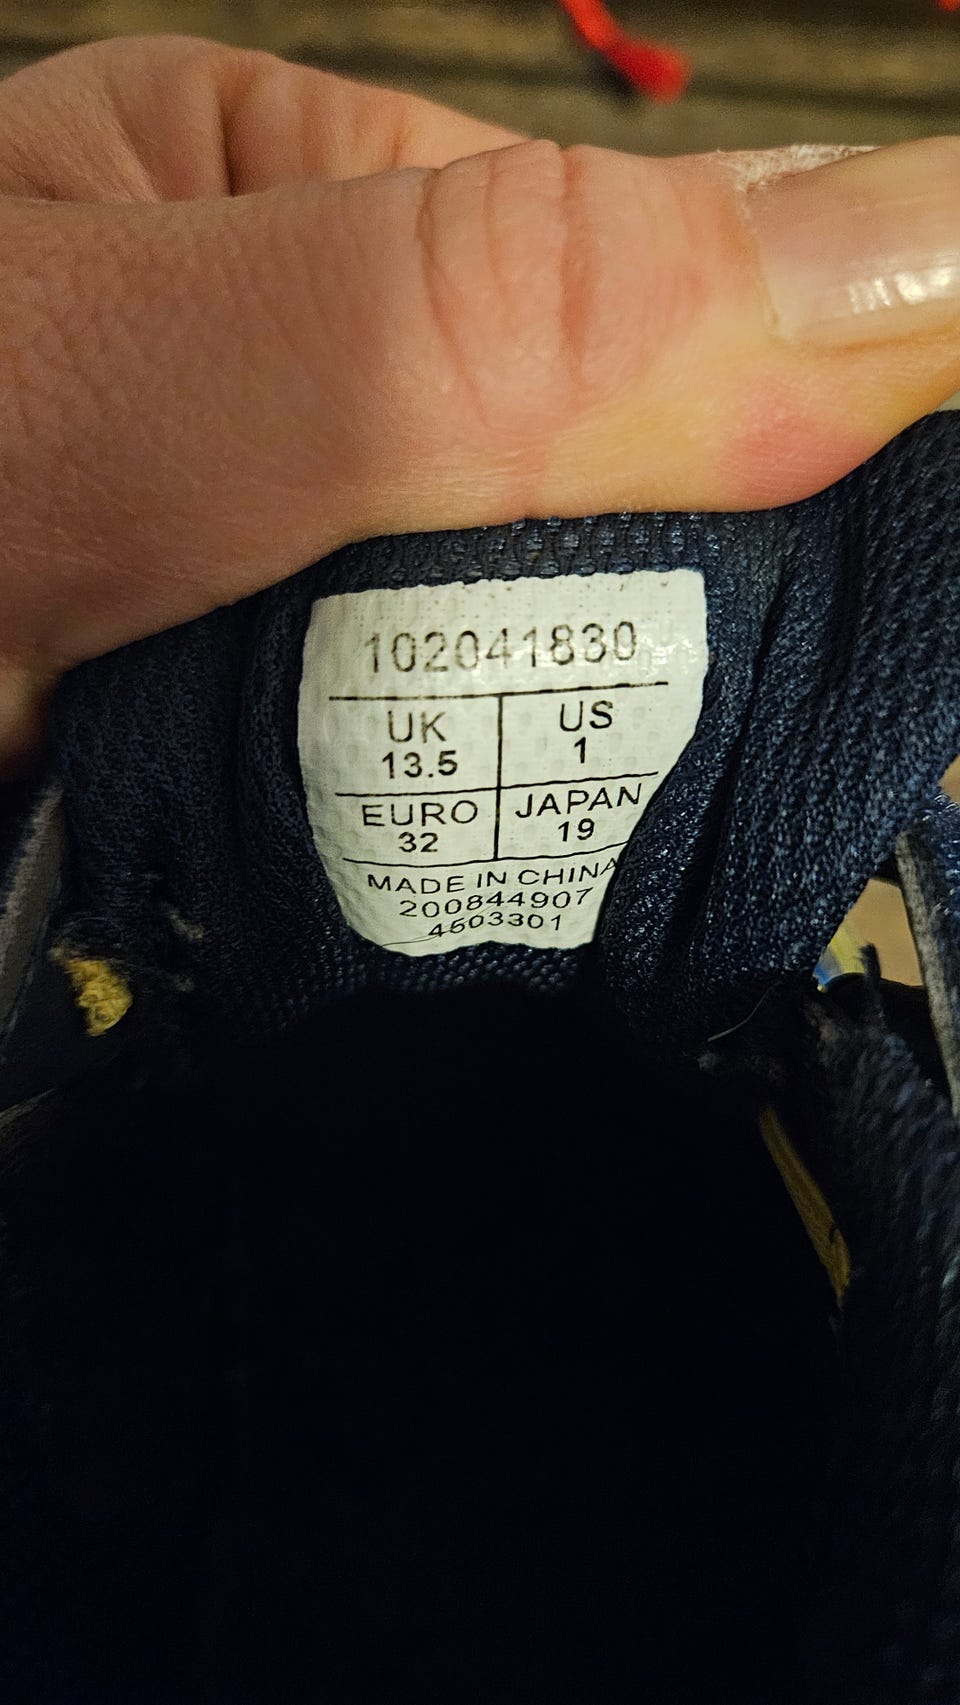 102041830
UK US
13.5 1
EURO JAPAN
32 19
MADE IN CHINA
200844907
4503301